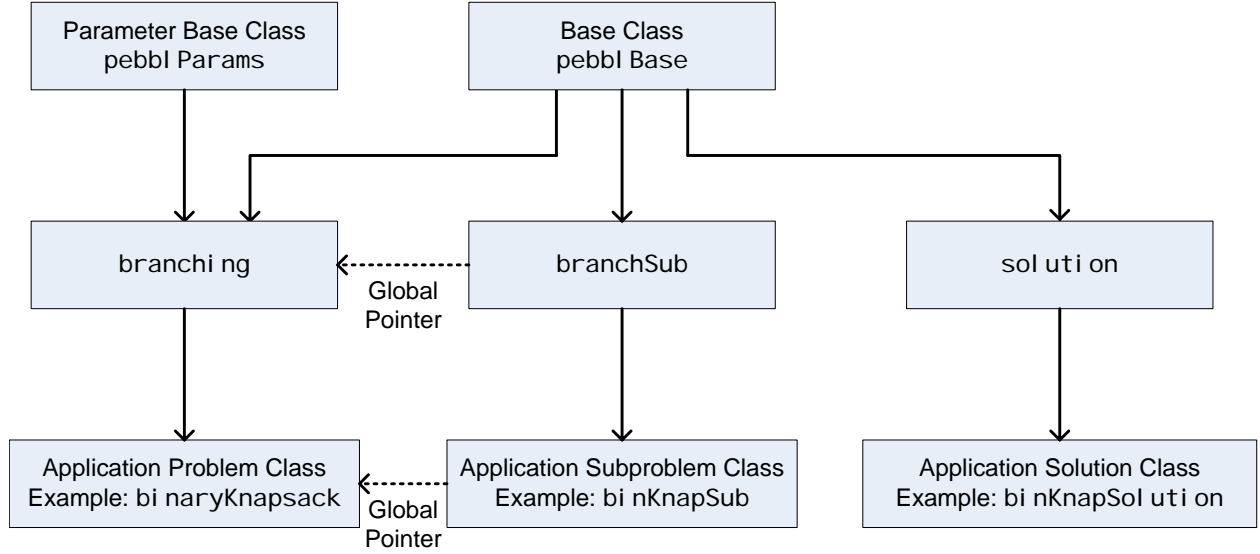 Parameter Base Class
pebblParams
Base Class
pebblBase
branching
branchSub
solution
Global
Pointer
Application Problem Class
Example: binaryKnapsack
Application Subproblem Class
Example: binKnapSub
Application Solution Class
Example: binKnapSolution
Global
Pointer